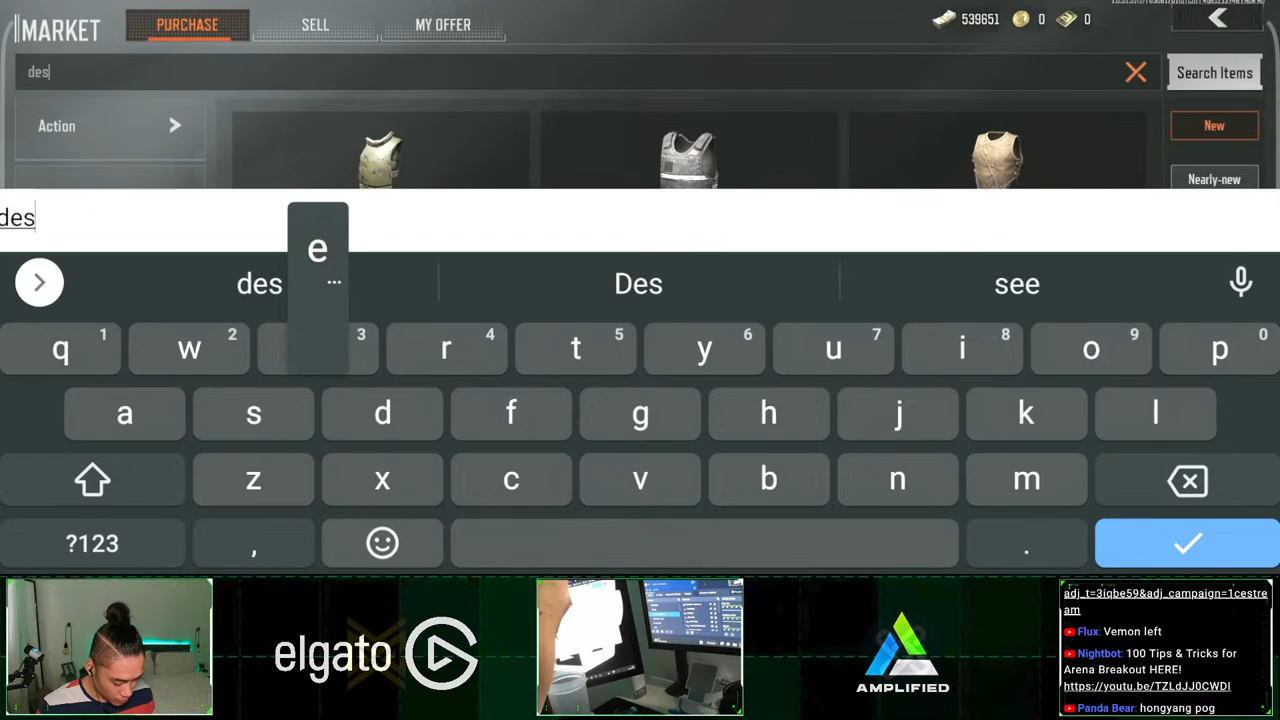 MARKET
PURCHASE
SELL
MY OFFER
539651
0
0
des
Search Items
Action
New
Nearly-new
des
e
...
des
Des
see
q 1 w 2 3 r 4 t 5 y 6 u 7 i 8 o 9 p 0
a s d f g h j k l
z x c v b n m
?123 , .
elgato
AMPLIFIED
adj_t=3iqbe59&adj_campaign=1cestre
am
Flux: Vemon left
Nightbot: 100 Tips & Tricks for
Arena Breakout HERE!
https://youtu.be/TZLdJJ0CWDI
Panda Bear: hongyang pog